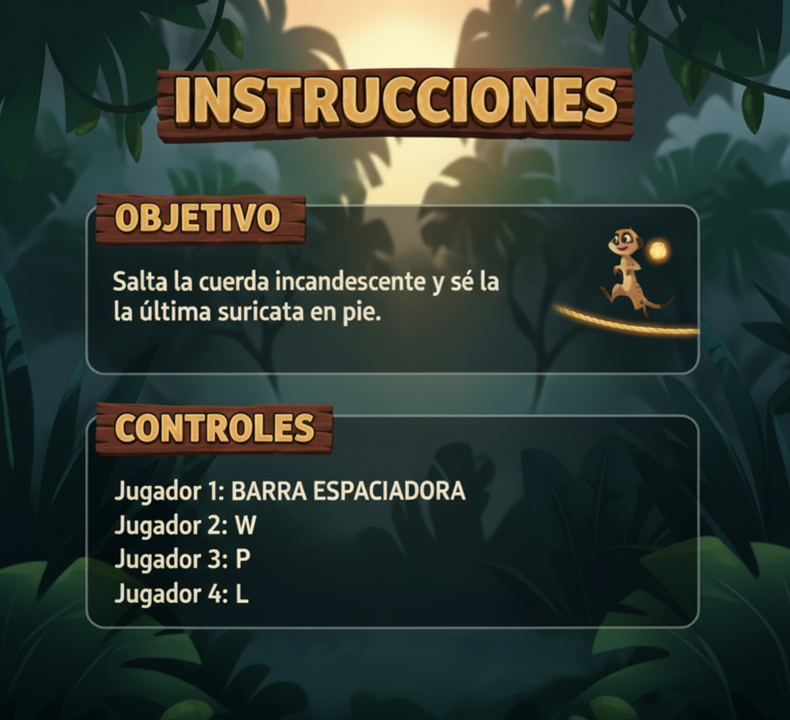 INSTRUCCIONES
OBJETIVO
Salta la cuerda incandescente y sé la
la última suricata en pie.
CONTROLES
Jugador 1: BARRA ESPACIADORA
Jugador 2: W
Jugador 3: P
Jugador 4: L